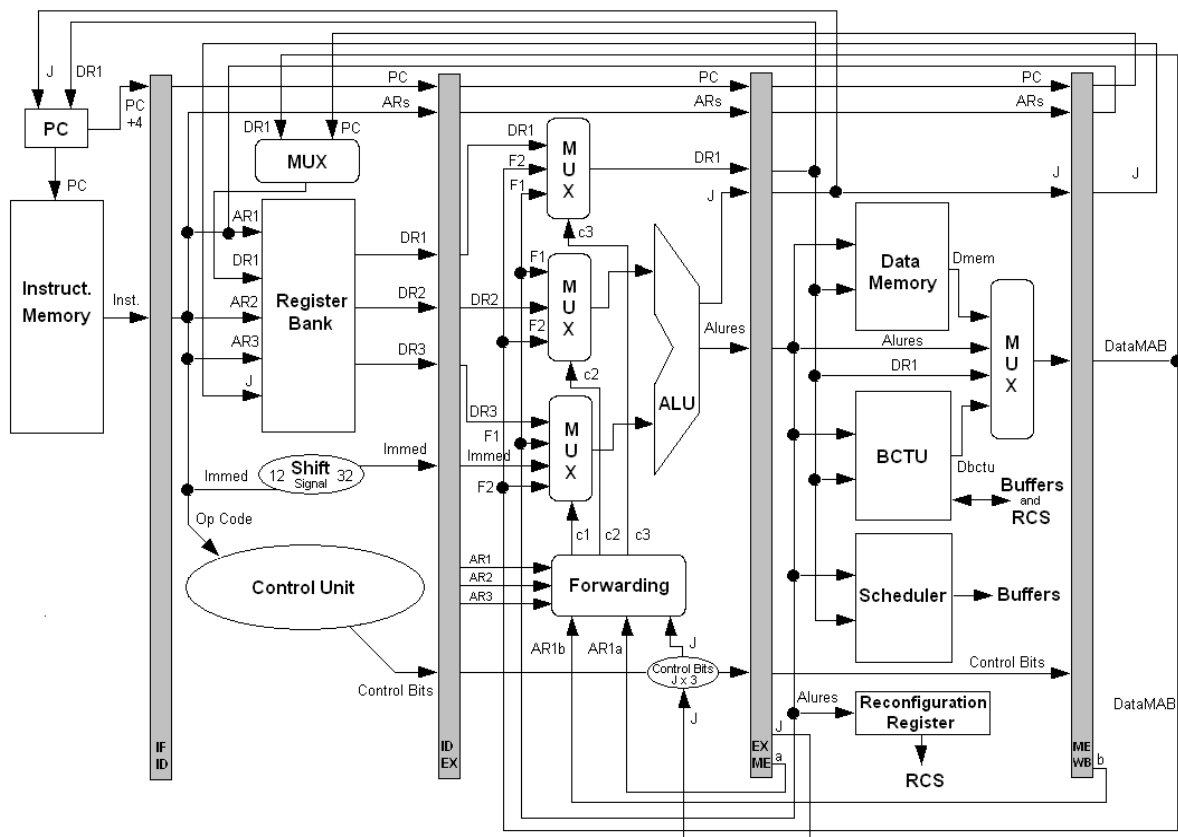 J
DR1
PC
+4
PC
PC
Instruct.
Memory
Inst.
IF
ID
DR1
PC
MUX
AR1
DR1
AR2
AR3
J
Register
Bank
DR1
DR2
DR3
Immed
12
Shift
Signal
32
Immed
Op Code
Control Unit
Control Bits
PC
ARs
ID
EX
DR1
F2
F1
M
U
X
c3
F1
DR2
F2
M
U
X
c2
DR3
F1
Immed
F2
M
U
X
c1
c2
c3
AR1
AR2
AR3
Forwarding
AR1b
AR1a
J
Control Bits
J x 3
J
ALU
PC
ARs
DR1
J
Alures
EX
ME
J
a
PC
ARs
J
Data
Memory
Dmem
Alures
DR1
M
U
X
BCTU
Dbctu
Buffers
and
RCS
Scheduler
Buffers
Control Bits
Alures
Reconfiguration
Register
RCS
ME
WB
b
PC
ARs
J
DataMAB
DataMAB